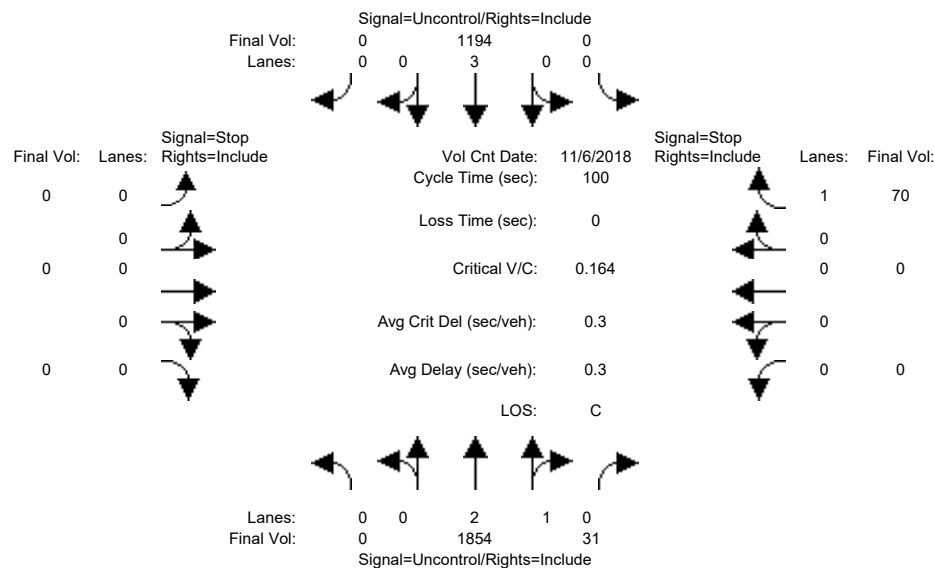 Signal=Uncontrol/Rights=Include
Final Vol: 0 1194 0
Lanes: 0 0 3 0 0
Signal=Stop Signal=Stop
Final Vol: Lanes: Rights=Include Vol Cnt Date: 11/6/2018 Rights=Include Lanes: Final Vol:
Cycle Time (sec): 100
0 0 1 70
Loss Time (sec): 0
0 0
0 0 Critical V/C: 0.164 0 0
0 Avg Crit Del (sec/veh): 0.3 0
0 0 Avg Delay (sec/veh): 0.3 0 0
LOS: C
Lanes: 0 0 2 1 0
Final Vol: 0 1854 31
Signal=Uncontrol/Rights=Include